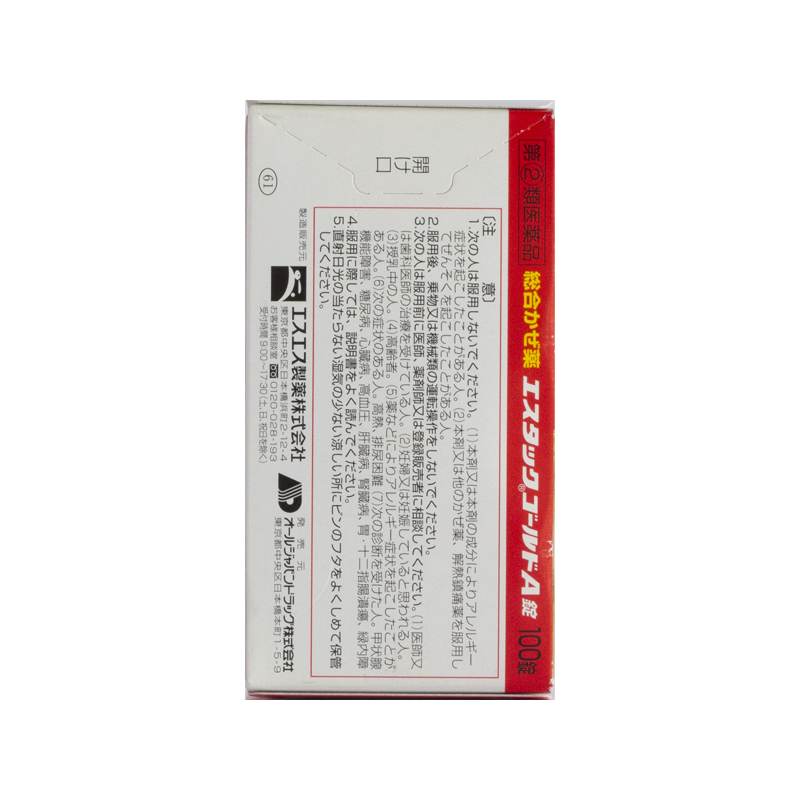 第②類医薬品 総合かぜ薬 エスタックゴールドA錠 100錠
開け口
〔注意〕
1.次の人は服用しないでください。(1)本剤又は本剤の成分によりアレルギー
症状を起こしたことがある人。(2)本剤又は他のかぜ薬、解熱鎮痛薬を服用し
てぜんそくを起こしたことがある人。
2.服用後、乗物又は機械類の運転操作をしないでください。
3.次の人は服用前に医師、薬剤師又は登録販売者に相談してください。(1)医師又
は歯科医師の治療を受けている人。(2)妊婦又は妊娠していると思われる人。
(3)授乳中の人。(4)高齢者。(5)薬などによりアレルギー症状を起こしたことが
ある人。(6)次の症状のある人。高熱、排尿困難 (7)次の診断を受けた人。甲状腺
機能障害、糖尿病、心臓病、高血圧、肝臓病、腎臓病、胃・十二指腸潰瘍、緑内障
4.服用に際しては、説明書をよく読んでください。
5.直射日光の当たらない湿気の少ない涼しい所にビンのフタをよくしめて保管
してください。
製造販売元
エスエス製薬株式会社
東京都中央区日本橋浜町2-12-4
お客様相談室 0120-028-193
受付時間 9:00~17:30(土、日、祝日を除く)
発売元
オールジャパンドラッグ株式会社
東京都中央区日本橋本町1-5-9
61